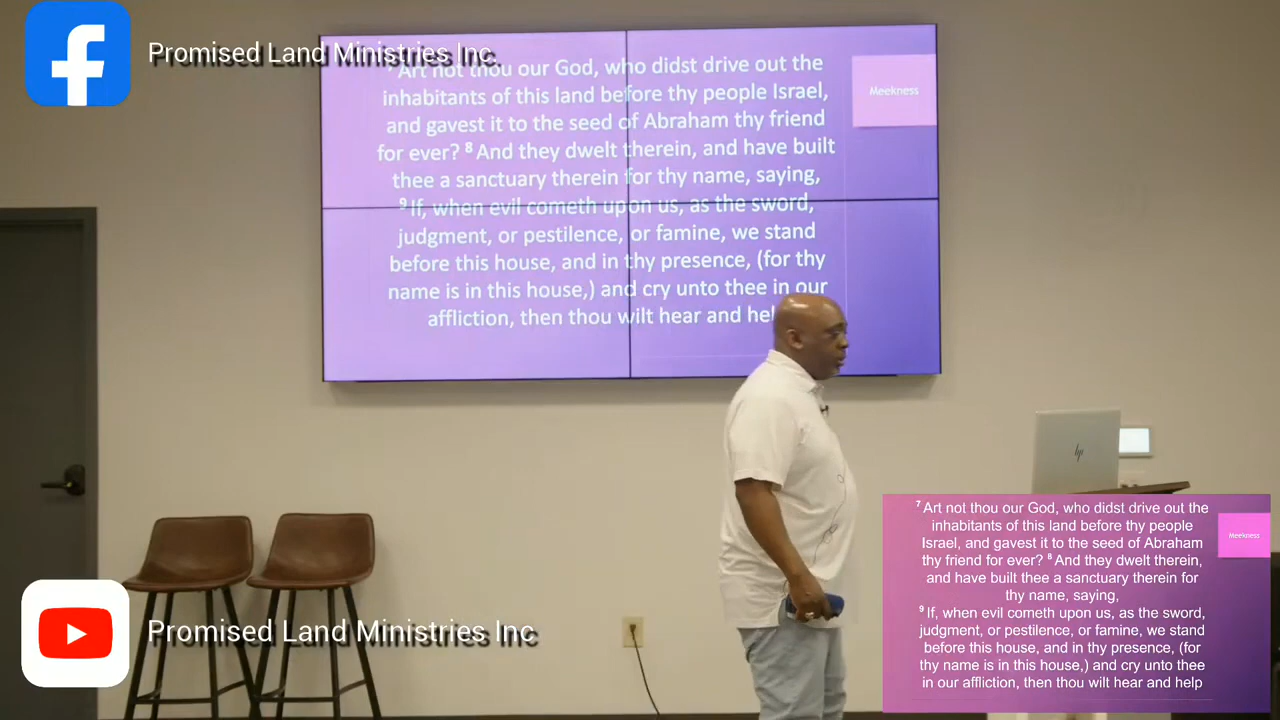 Promised Land Ministries Inc.
Art not thou our God, who didst drive out the
inhabitants of this land before thy people Israel,
and gavest it to the seed of Abraham thy friend
for ever? 8 And they dwelt therein, and have built
thee a sanctuary therein for thy name, saying,
9 If, when evil cometh upon us, as the sword,
judgment, or pestilence, or famine, we stand
before this house, and in thy presence, (for thy
name is in this house,) and cry unto thee in our
affliction, then thou wilt hear and help
Meekness
hp
7 Art not thou our God, who didst drive out the
inhabitants of this land before thy people
Israel, and gavest it to the seed of Abraham
thy friend for ever? 8 And they dwelt therein,
and have built thee a sanctuary therein for
thy name, saying,
9 If, when evil cometh upon us, as the sword,
judgment, or pestilence, or famine, we stand
before this house, and in thy presence, (for
thy name is in this house,) and cry unto thee
in our affliction, then thou wilt hear and help
Meekness
Promised Land Ministries Inc